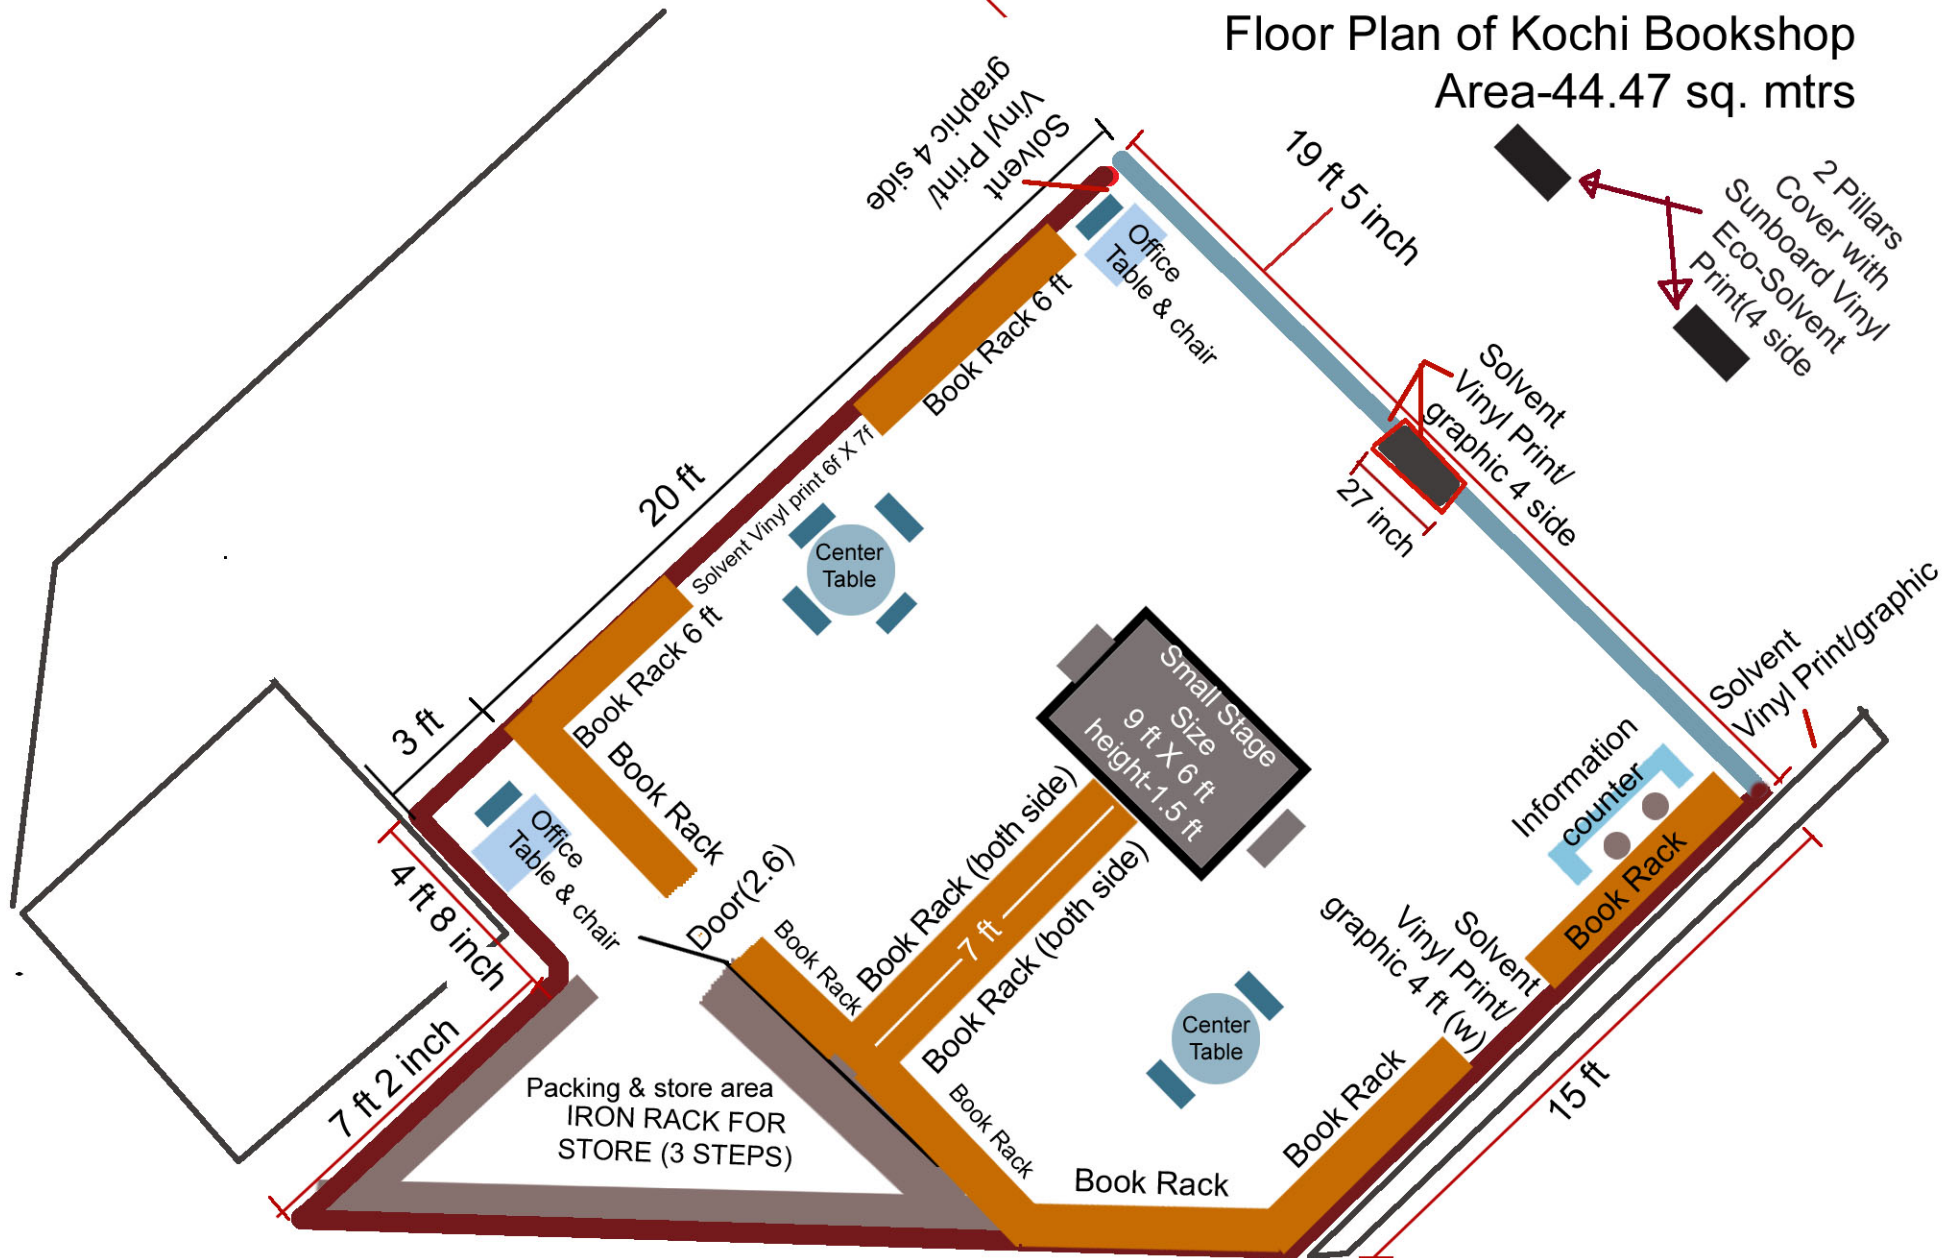 Floor Plan of Kochi Bookshop
Area-44.47 sq. mtrs
Solvent
Vinyl Print/
graphic 4 side
19 ft 5 inch
2 Pillars
Cover with
Sunboard Vinyl
Eco-Solvent
Print(4 side
Office
Table & chair
Book Rack 6 ft
Solvent
Vinyl Print/
graphic 4 side
27 inch
20 ft
Solvent Vinyl print 6f X 7f
Center
Table
Book Rack 6 ft
Book Rack
3 ft
Small Stage
Size
9 ft X 6 ft
height-1.5 ft
Solvent
Vinyl Print/graphic
Information
counter
Book Rack
Office
Table & chair
4 ft 8 inch
Door(2.6)
Book Rack
Book Rack (both side)
7 ft
Book Rack (both side)
Solvent
Vinyl Print/
graphic 4 ft (w)
Center
Table
7 ft 2 inch
Packing & store area
IRON RACK FOR
STORE (3 STEPS)
Book Rack
Book Rack
Book Rack
15 ft